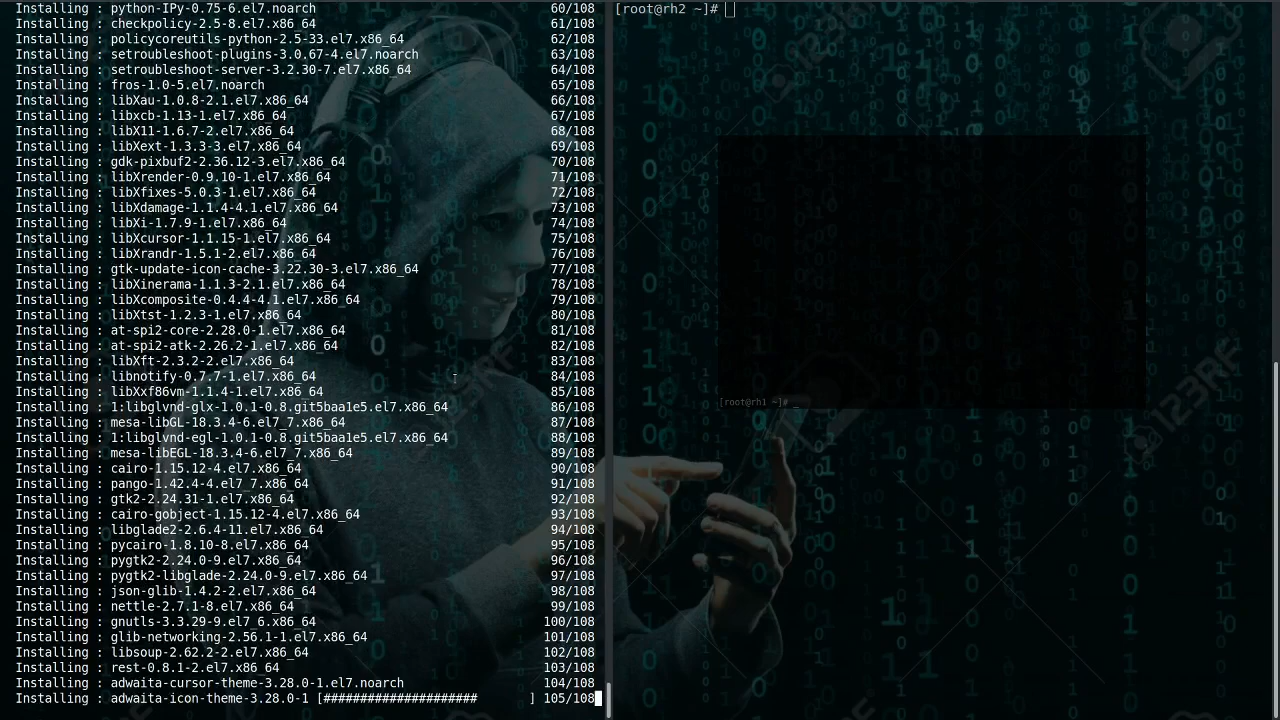 Installing : python-IPy-0.75-6.el7.noarch 60/108
Installing : checkpolicy-2.5-8.el7.x86_64 61/108
Installing : policycoreutils-python-2.5-33.el7.x86_64 62/108
Installing : setroubleshoot-plugins-3.0.67-4.el7.noarch 63/108
Installing : setroubleshoot-server-3.2.30-7.el7.x86_64 64/108
Installing : fros-1.0-5.el7.noarch 65/108
Installing : libXau-1.0.8-2.1.el7.x86_64 66/108
Installing : libxcb-1.13-1.el7.x86_64 67/108
Installing : libX11-1.6.7-2.el7.x86_64 68/108
Installing : libXext-1.3.3-3.el7.x86_64 69/108
Installing : gdk-pixbuf2-2.36.12-3.el7.x86_64 70/108
Installing : libXrender-0.9.10-1.el7.x86_64 71/108
Installing : libXfixes-5.0.3-1.el7.x86_64 72/108
Installing : libXdamage-1.1.4-4.1.el7.x86_64 73/108
Installing : libXi-1.7.9-1.el7.x86_64 74/108
Installing : libXcursor-1.1.15-1.el7.x86_64 75/108
Installing : libXrandr-1.5.1-2.el7.x86_64 76/108
Installing : gtk-update-icon-cache-3.22.30-3.el7.x86_64 77/108
Installing : libXinerama-1.1.3-2.1.el7.x86_64 78/108
Installing : libXcomposite-0.4.4-4.1.el7.x86_64 79/108
Installing : libXtst-1.2.3-1.el7.x86_64 80/108
Installing : at-spi2-core-2.28.0-1.el7.x86_64 81/108
Installing : at-spi2-atk-2.26.2-1.el7.x86_64 82/108
Installing : libXft-2.3.2-2.el7.x86_64 83/108
Installing : libnotify-0.7.7-1.el7.x86_64 84/108
Installing : libXxf86vm-1.1.4-1.el7.x86_64 85/108
Installing : 1:libglvnd-glx-1.0.1-0.8.git5baa1e5.el7.x86_64 86/108
Installing : mesa-libGL-18.3.4-6.el7_7.x86_64 87/108
Installing : 1:libglvnd-egl-1.0.1-0.8.git5baa1e5.el7.x86_64 88/108
Installing : mesa-libEGL-18.3.4-6.el7_7.x86_64 89/108
Installing : cairo-1.15.12-4.el7.x86_64 90/108
Installing : pango-1.42.4-4.el7_7.x86_64 91/108
Installing : gtk2-2.24.31-1.el7.x86_64 92/108
Installing : cairo-gobject-1.15.12-4.el7.x86_64 93/108
Installing : libglade2-2.6.4-11.el7.x86_64 94/108
Installing : pycairo-1.8.10-8.el7.x86_64 95/108
Installing : pygtk2-2.24.0-9.el7.x86_64 96/108
Installing : pygtk2-libglade-2.24.0-9.el7.x86_64 97/108
Installing : json-glib-1.4.2-2.el7.x86_64 98/108
Installing : nettle-2.7.1-8.el7.x86_64 99/108
Installing : gnutls-3.3.29-9.el7_6.x86_64 100/108
Installing : glib-networking-2.56.1-1.el7.x86_64 101/108
Installing : libsoup-2.62.2-2.el7.x86_64 102/108
Installing : rest-0.8.1-2.el7.x86_64 103/108
Installing : adwaita-cursor-theme-3.28.0-1.el7.noarch 104/108
Installing : adwaita-icon-theme-3.28.0-1 [##################### ] 105/108
[root@rh2 ~]#
[root@rh1 ~]# _
123RF